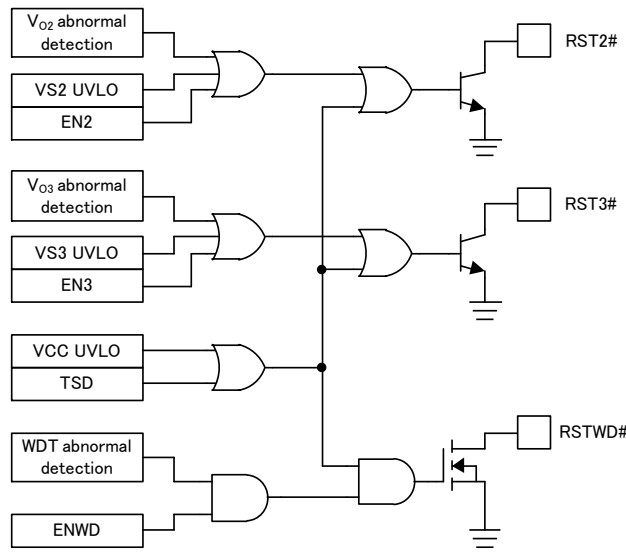 VO2 abnormal
detection
RST2#
VS2 UVLO
EN2
VO3 abnormal
detection
RST3#
VS3 UVLO
EN3
VCC UVLO
TSD
WDT abnormal
detection
RSTWD#
ENWD